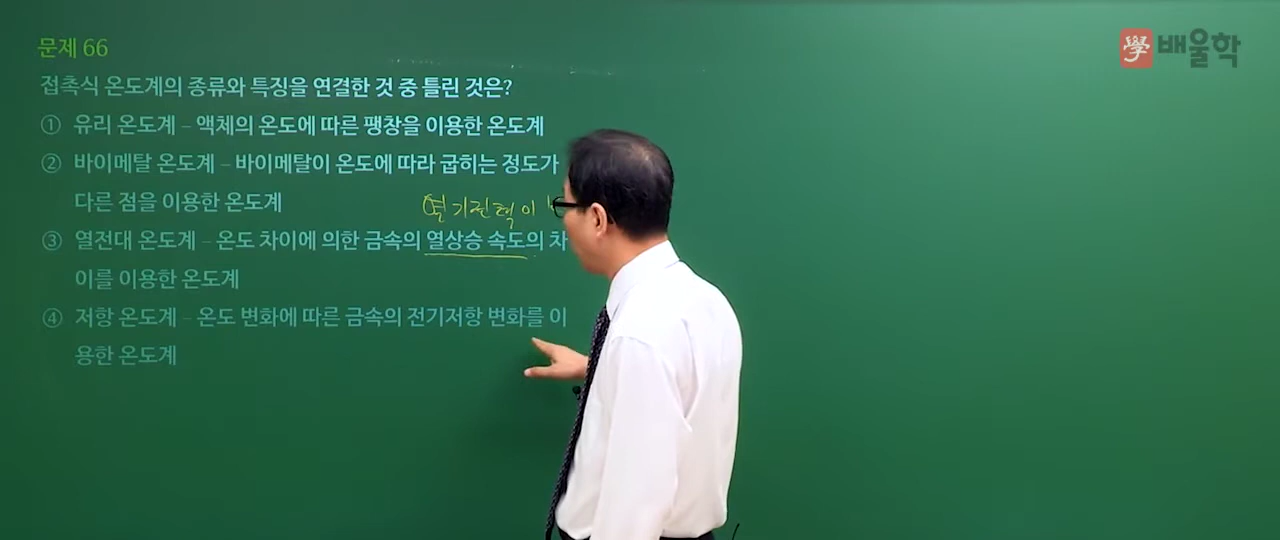 문제 66
學 배울학
접촉식 온도계의 종류와 특징을 연결한 것 중 틀린 것은?
① 유리 온도계 – 액체의 온도에 따른 팽창을 이용한 온도계
② 바이메탈 온도계 – 바이메탈이 온도에 따라 굽히는 정도가
다른 점을 이용한 온도계
열기전력이
③ 열전대 온도계 – 온도 차이에 의한 금속의 열상승 속도의 차
이를 이용한 온도계
④ 저항 온도계 – 온도 변화에 따른 금속의 전기저항 변화를 이
용한 온도계